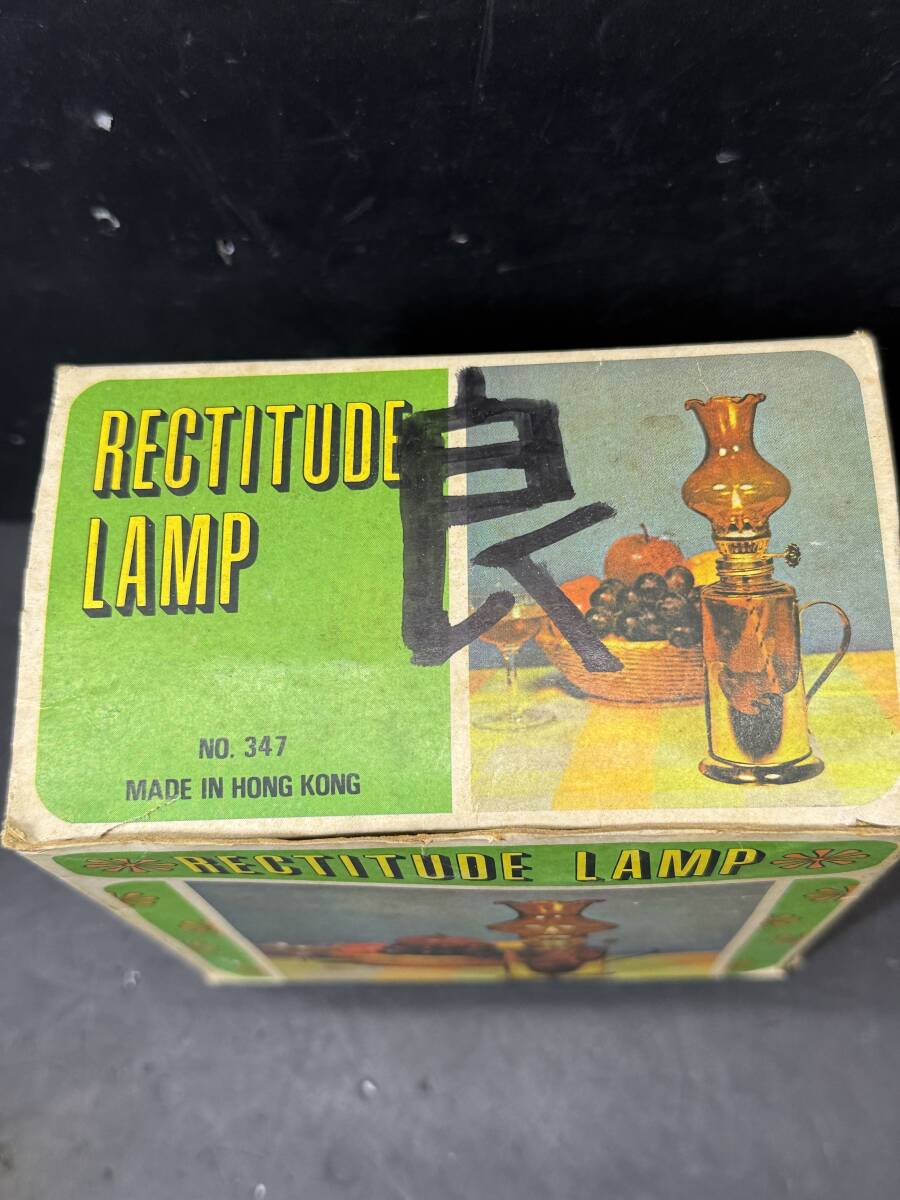 RECTITUDE
LAMP
良
NO. 347
MADE IN HONG KONG
RECTITUDE LAMP